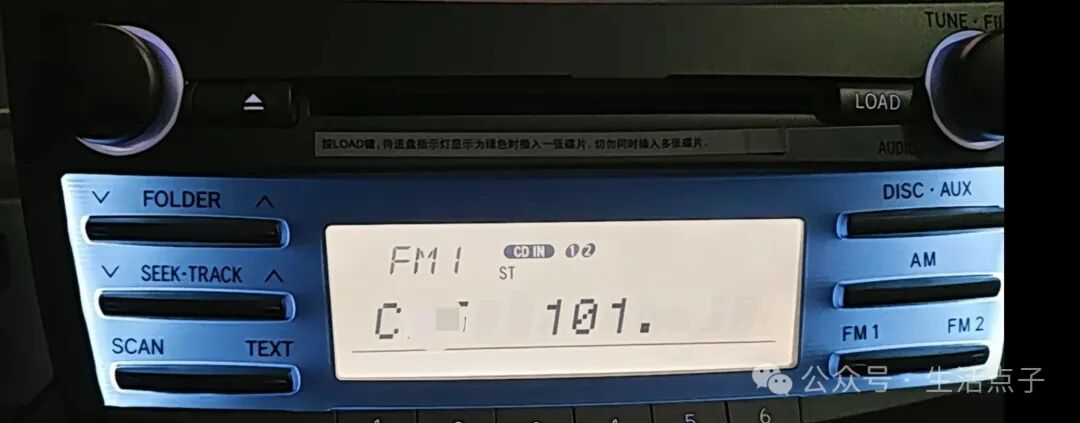 TUNE · FI
LOAD
按LOAD键,待进盘指示灯显示为绿色时插入一张碟片.切勿同时插入多张碟片.
AUDIO
FOLDER
DISC · AUX
FM1
CD IN
1 2
ST
SEEK-TRACK
AM
C
101.
SCAN
TEXT
FM 1
FM 2
公众号 · 生活点子
5
6